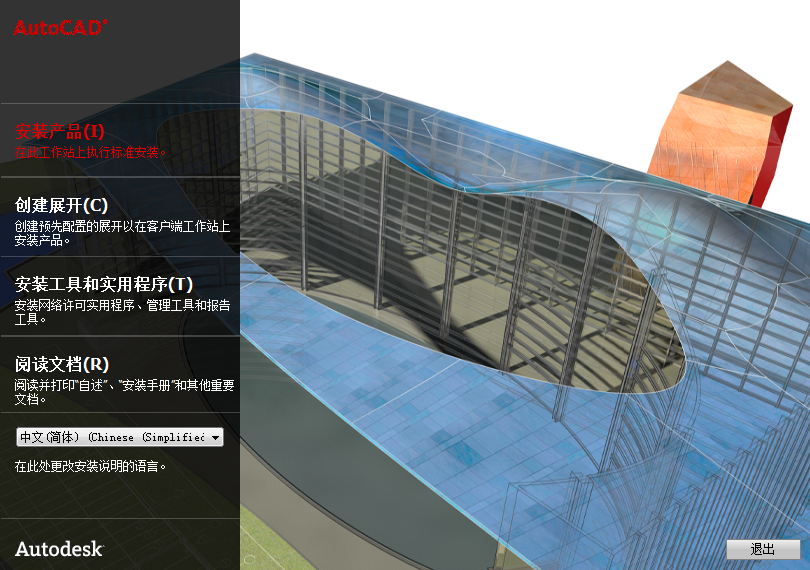 AutoCAD®
安装产品(I)
在此工作站上执行标准安装。
创建展开(C)
创建预先配置的展开以在客户端工作站上
安装产品。
安装工具和实用程序(T)
安装网络许可实用程序、管理工具和报告
工具。
阅读文档(R)
阅读并打印“自述”、“安装手册”和其他重要
文档。
中文(简体) (Chinese (Simplified
在此处更改安装说明的语言。
Autodesk
退出